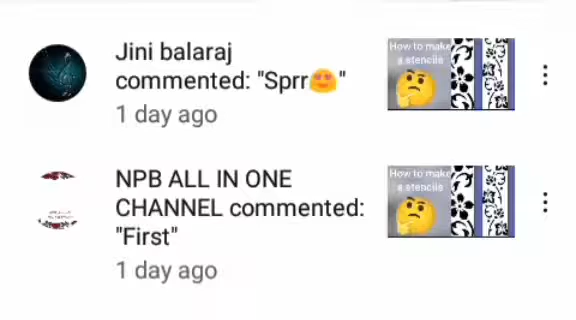 Jini balaraj
commented: "Sprr😍"
1 day ago
How to make
a stencils
NPB ALL IN ONE
CHANNEL commented:
"First"
1 day ago
How to make
a stencils